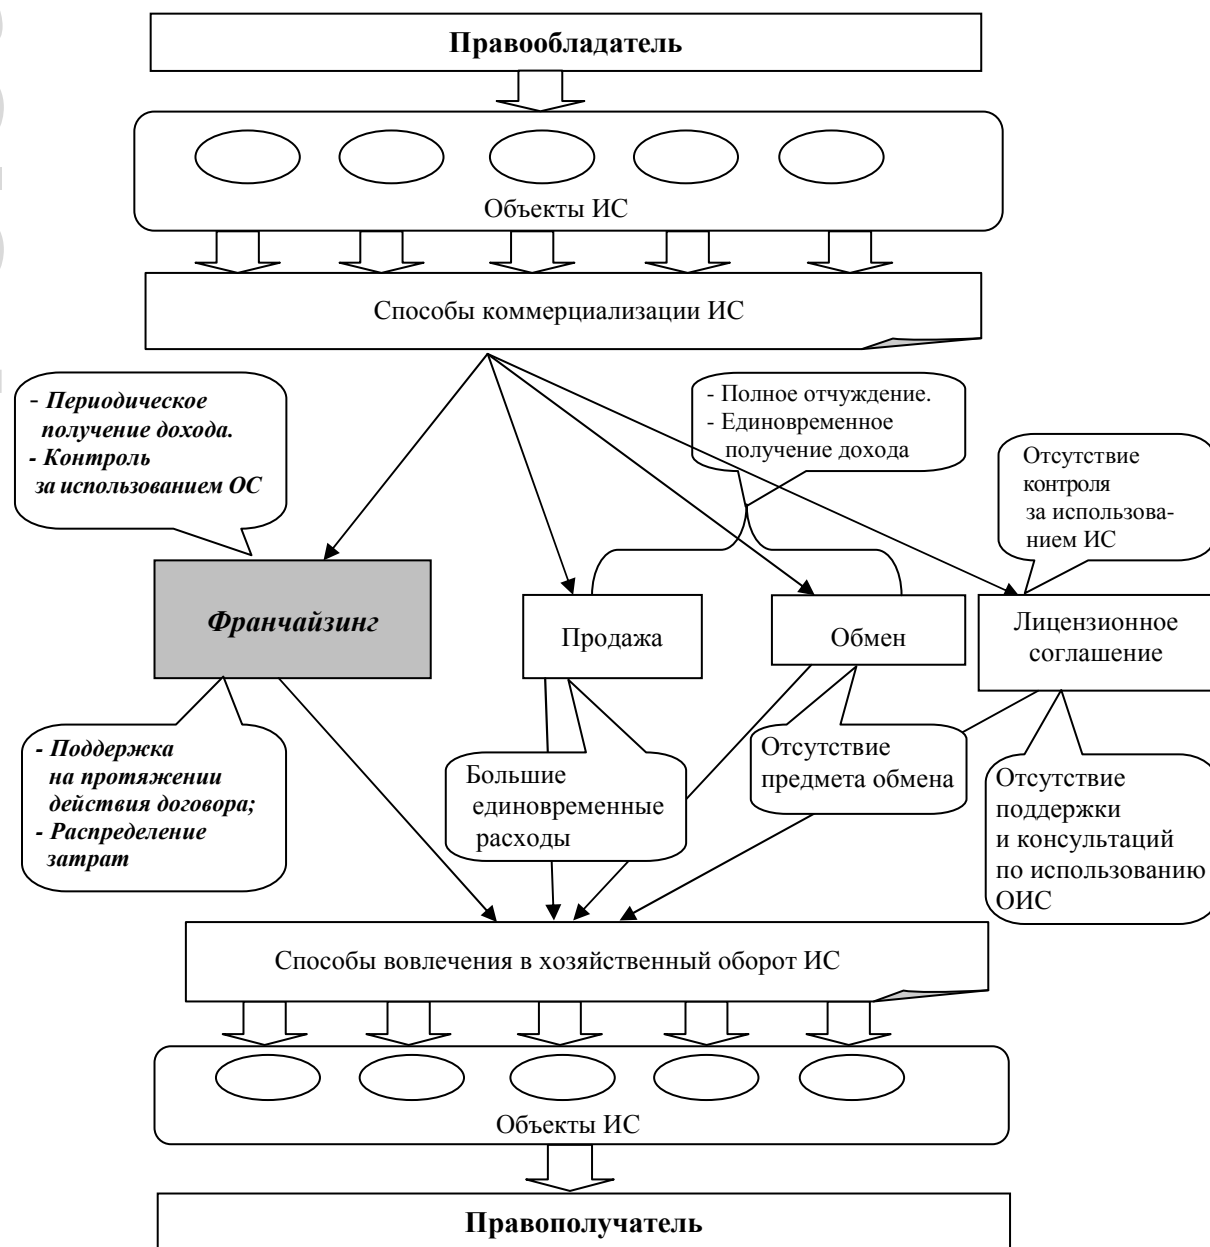 Правообладатель
Объекты ИС
Способы коммерциализации ИС
- Периодическое
получение дохода.
- Контроль
за использованием ОС
- Полное отчуждение.
- Единовременное
получение дохода
Отсутствие
контроля
за использова-
нием ИС
Франчайзинг
Продажа
Обмен
Лицензионное
соглашение
- Поддержка
на протяжении
действия договора;
- Распределение
затрат
Большие
единовременные
расходы
Отсутствие
предмета обмена
Отсутствие
поддержки
и консультаций
по использованию
ОИС
Способы вовлечения в хозяйственный оборот ИС
Объекты ИС
Правополучатель